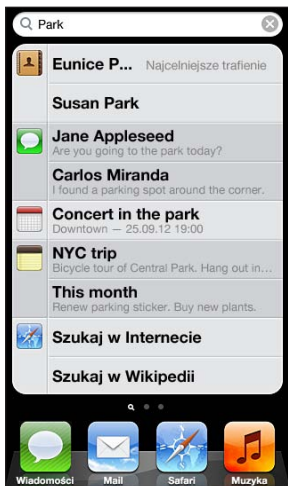 Park
Eunice P... Najcelniejsze trafienie
Susan Park
Jane Appleseed
Are you going to the park today?
Carlos Miranda
I found a parking spot around the corner.
Concert in the park
Downtown — 25.09.12 19:00
NYC trip
Bicycle tour of Central Park. Hang out in...
This month
Renew parking sticker. Buy new plants.
Szukaj w Internecie
Szukaj w Wikipedii
Wiadomości Mail Safari Muzyka